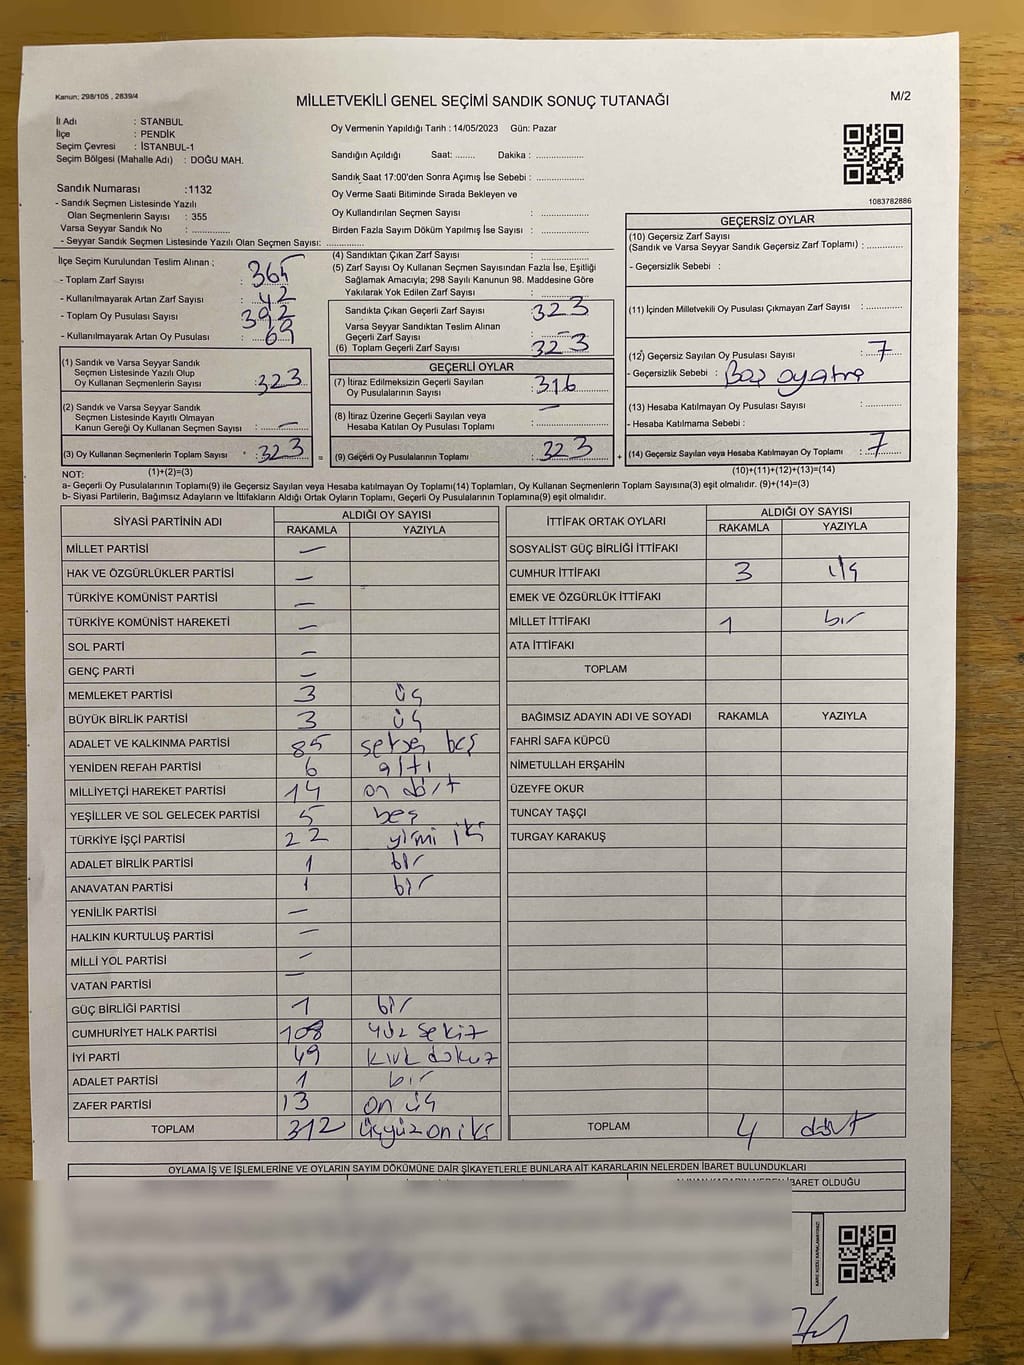 Kanun: 298/105 , 2839/4
MİLLETVEKİLİ GENEL SEÇİMİ SANDIK SONUÇ TUTANAĞI
M/2
İl Adı : STANBUL
İlçe : PENDİK
Seçim Çevresi : İSTANBUL-1
Seçim Bölgesi (Mahalle Adı) : DOĞU MAH.
Oy Vermenin Yapıldığı Tarih : 14/05/2023 Gün: Pazar
Sandığın Açıldığı Saat: ........ Dakika : ...................
Sandık Saat 17:00'den Sonra Açımış İse Sebebi : ...................
Oy Verme Saati Bitiminde Sırada Bekleyen ve
Oy Kullandırılan Seçmen Sayısı : ...................
Birden Fazla Sayım Döküm Yapılmış İse Sayısı : ...................
1083782886
Sandık Numarası :1132
- Sandık Seçmen Listesinde Yazılı
Olan Seçmenlerin Sayısı : 355
Varsa Seyyar Sandık No : ...............
- Seyyar Sandık Seçmen Listesinde Yazılı Olan Seçmen Sayısı: ...............
İlçe Seçim Kurulundan Teslim Alınan ;
- Toplam Zarf Sayısı : 365
- Kullanılmayarak Artan Zarf Sayısı : 42
- Toplam Oy Pusulası Sayısı : 392
- Kullanılmayarak Artan Oy Pusulası : 69
(1) Sandık ve Varsa Seyyar Sandık
Seçmen Listesinde Yazılı Olup
Oy Kullanan Seçmenlerin Sayısı : 323
(2) Sandık ve Varsa Seyyar Sandık
Seçmen Listesinde Kayıtlı Olmayan
Kanun Gereği Oy Kullanan Seçmen Sayısı : —
(3) Oy Kullanan Seçmenlerin Toplam Sayısı : 323 =
(4) Sandıktan Çıkan Zarf Sayısı : ...............
(5) Zarf Sayısı Oy Kullanan Seçmen Sayısından Fazla İse, Eşitliği
Sağlamak Amacıyla; 298 Sayılı Kanunun 98. Maddesine Göre
Yakılarak Yok Edilen Zarf Sayısı : ...............
Sandıkta Çıkan Geçerli Zarf Sayısı : 323
Varsa Seyyar Sandıktan Teslim Alınan
Geçerli Zarf Sayısı : —
(6) Toplam Geçerli Zarf Sayısı : 323
GEÇERLİ OYLAR
(7) İtiraz Edilmeksizin Geçerli Sayılan
Oy Pusulalarının Sayısı : 316
(8) İtiraz Üzerine Geçerli Sayılan veya
Hesaba Katılan Oy Pusulası Toplamı : —
(9) Geçerli Oy Pusulalarının Toplamı : 323 +
GEÇERSİZ OYLAR
(10) Geçersiz Zarf Sayısı
(Sandık ve Varsa Seyyar Sandık Geçersiz Zarf Toplamı) : ............
- Geçersizlik Sebebi :
(11) İçinden Milletvekili Oy Pusulası Çıkmayan Zarf Sayısı : ............
(12) Geçersiz Sayılan Oy Pusulası Sayısı : 7
- Geçersizlik Sebebi :
(13) Hesaba Katılmayan Oy Pusulası Sayısı : ............
- Hesaba Katılmama Sebebi :
(14) Geçersiz Sayılan veya Hesaba Katılmayan Oy Toplamı : 7
NOT: (1)+(2)=(3) (10)+(11)+(12)+(13)=(14)
a- Geçerli Oy Pusulalarının Toplamı(9) ile Geçersiz Sayılan veya Hesaba katılmayan Oy Toplamı(14) Toplamları, Oy Kullanan Seçmenlerin Toplam Sayısına(3) eşit olmalıdır. (9)+(14)=(3)
b- Siyasi Partilerin, Bağımsız Adayların ve İttifakların Aldığı Ortak Oyların Toplamı, Geçerli Oy Pusulalarının Toplamına(9) eşit olmalıdır.
SİYASİ PARTİNİN ADI ALDIĞI OY SAYISI
RAKAMLA YAZIYLA
MİLLET PARTİSİ —
HAK VE ÖZGÜRLÜKLER PARTİSİ —
TÜRKİYE KOMÜNİST PARTİSİ —
TÜRKİYE KOMÜNİST HAREKETİ —
SOL PARTİ —
GENÇ PARTİ —
MEMLEKET PARTİSİ 3 üç
BÜYÜK BİRLİK PARTİSİ 3 üç
ADALET VE KALKINMA PARTİSİ 85 seksen beş
YENİDEN REFAH PARTİSİ 6 altı
MİLLİYETÇİ HAREKET PARTİSİ 14 on dört
YEŞİLLER VE SOL GELECEK PARTİSİ 5 beş
TÜRKİYE İŞÇİ PARTİSİ 22 yirmi iki
ADALET BİRLİK PARTİSİ 1 bir
ANAVATAN PARTİSİ 1 bir
YENİLİK PARTİSİ —
HALKIN KURTULUŞ PARTİSİ —
MİLLİ YOL PARTİSİ —
VATAN PARTİSİ —
GÜÇ BİRLİĞİ PARTİSİ 1 bir
CUMHURİYET HALK PARTİSİ 108 yüz sekiz
İYİ PARTİ 49 kırk dokuz
ADALET PARTİSİ 1 bir
ZAFER PARTİSİ 13 on üç
TOPLAM 312 üçyüz on iki
İTTİFAK ORTAK OYLARI ALDIĞI OY SAYISI
RAKAMLA YAZIYLA
SOSYALİST GÜÇ BİRLİĞİ İTTİFAKI
CUMHUR İTTİFAKI 3 üç
EMEK VE ÖZGÜRLÜK İTTİFAKI
MİLLET İTTİFAKI 1 bir
ATA İTTİFAKI
TOPLAM
BAĞIMSIZ ADAYIN ADI VE SOYADI RAKAMLA YAZIYLA
FAHRİ SAFA KÜPCÜ
NİMETULLAH ERŞAHİN
ÜZEYFE OKUR
TUNCAY TAŞÇI
TURGAY KARAKUŞ
TOPLAM 4 dört
OYLAMA İŞ VE İŞLEMLERİNE VE OYLARIN SAYIM DÖKÜMÜNE DAİR ŞİKAYETLERLE BUNLARA AİT KARARLARIN NELERDEN İBARET BULUNDUKLARI
İBARET OLDUĞU